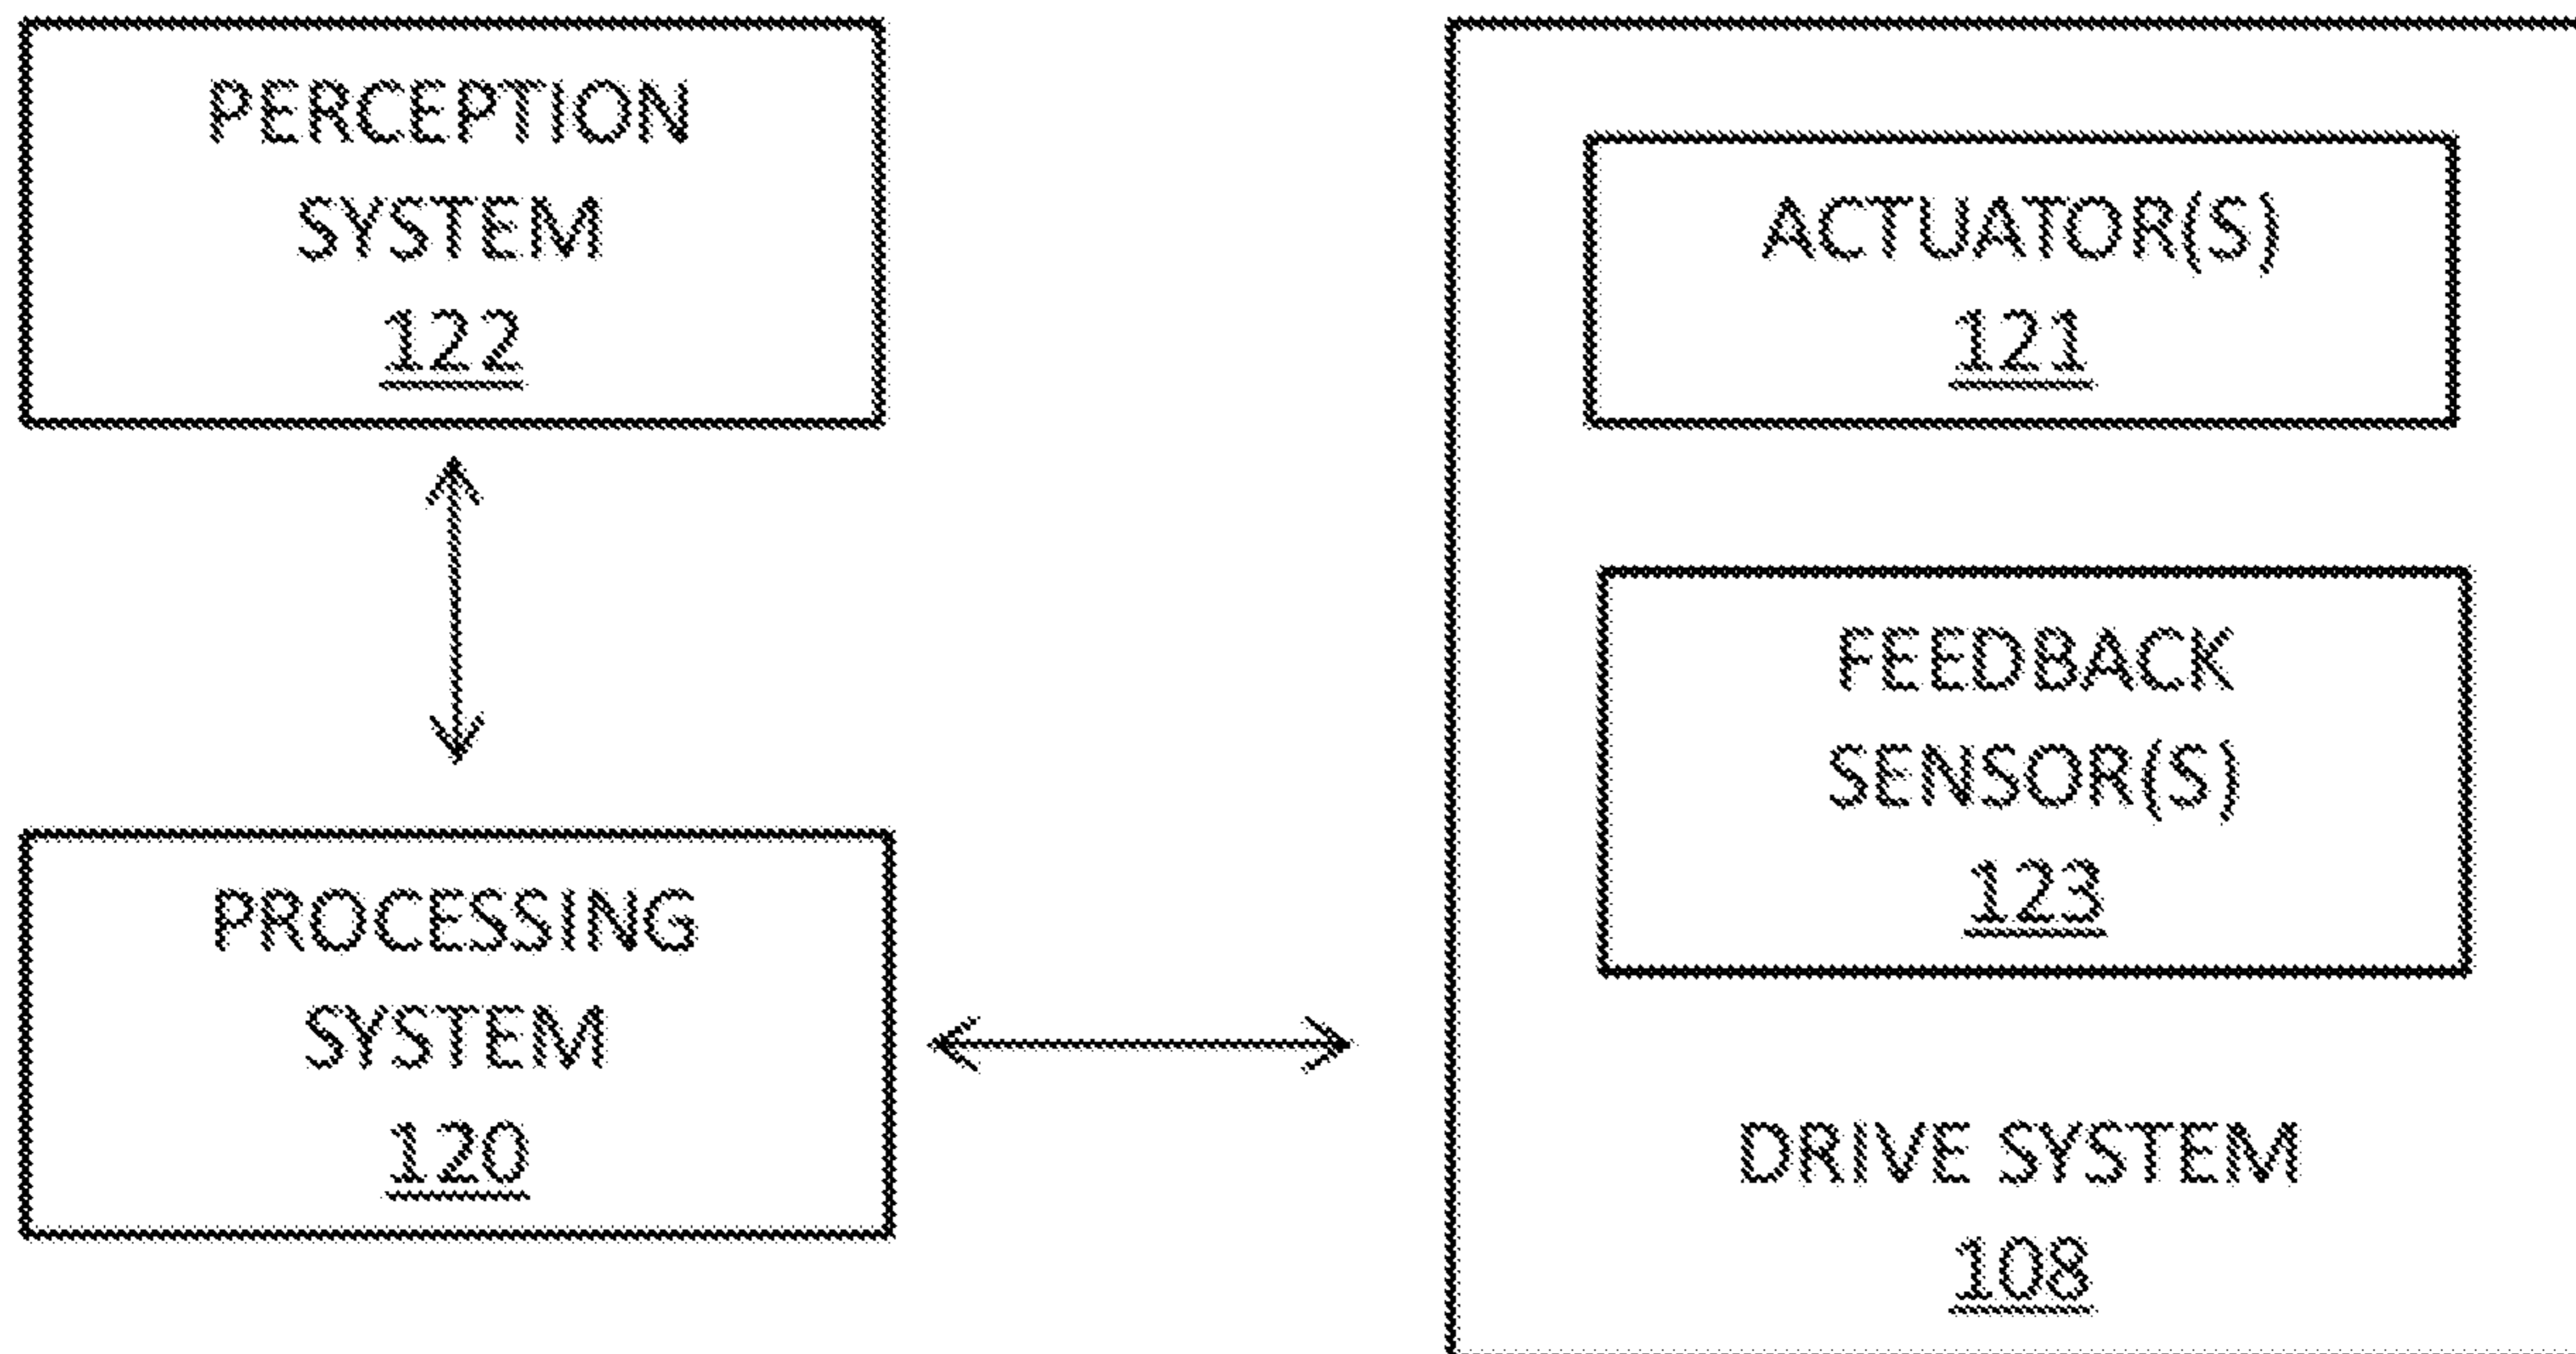 PERCEPTION
SYSTEM
122
PROCESSING
SYSTEM
120
ACTUATOR(S)
121
FEEDBACK
SENSOR(S)
123
DRIVE SYSTEM
108